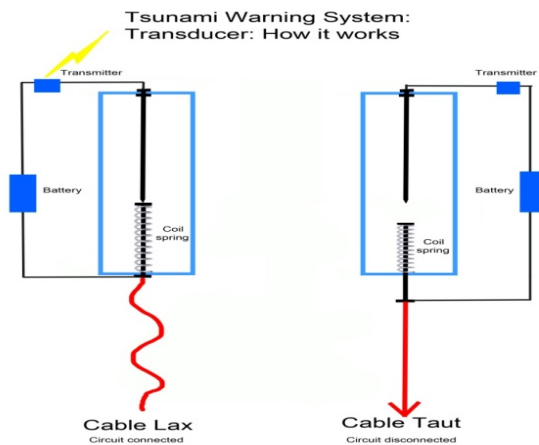 Tsunami Warning System:
Transducer: How it works
Transmitter
Battery
Coil
spring
Cable Lax
Circuit connected
Transmitter
Battery
Coil
spring
Cable Taut
Circuit disconnected